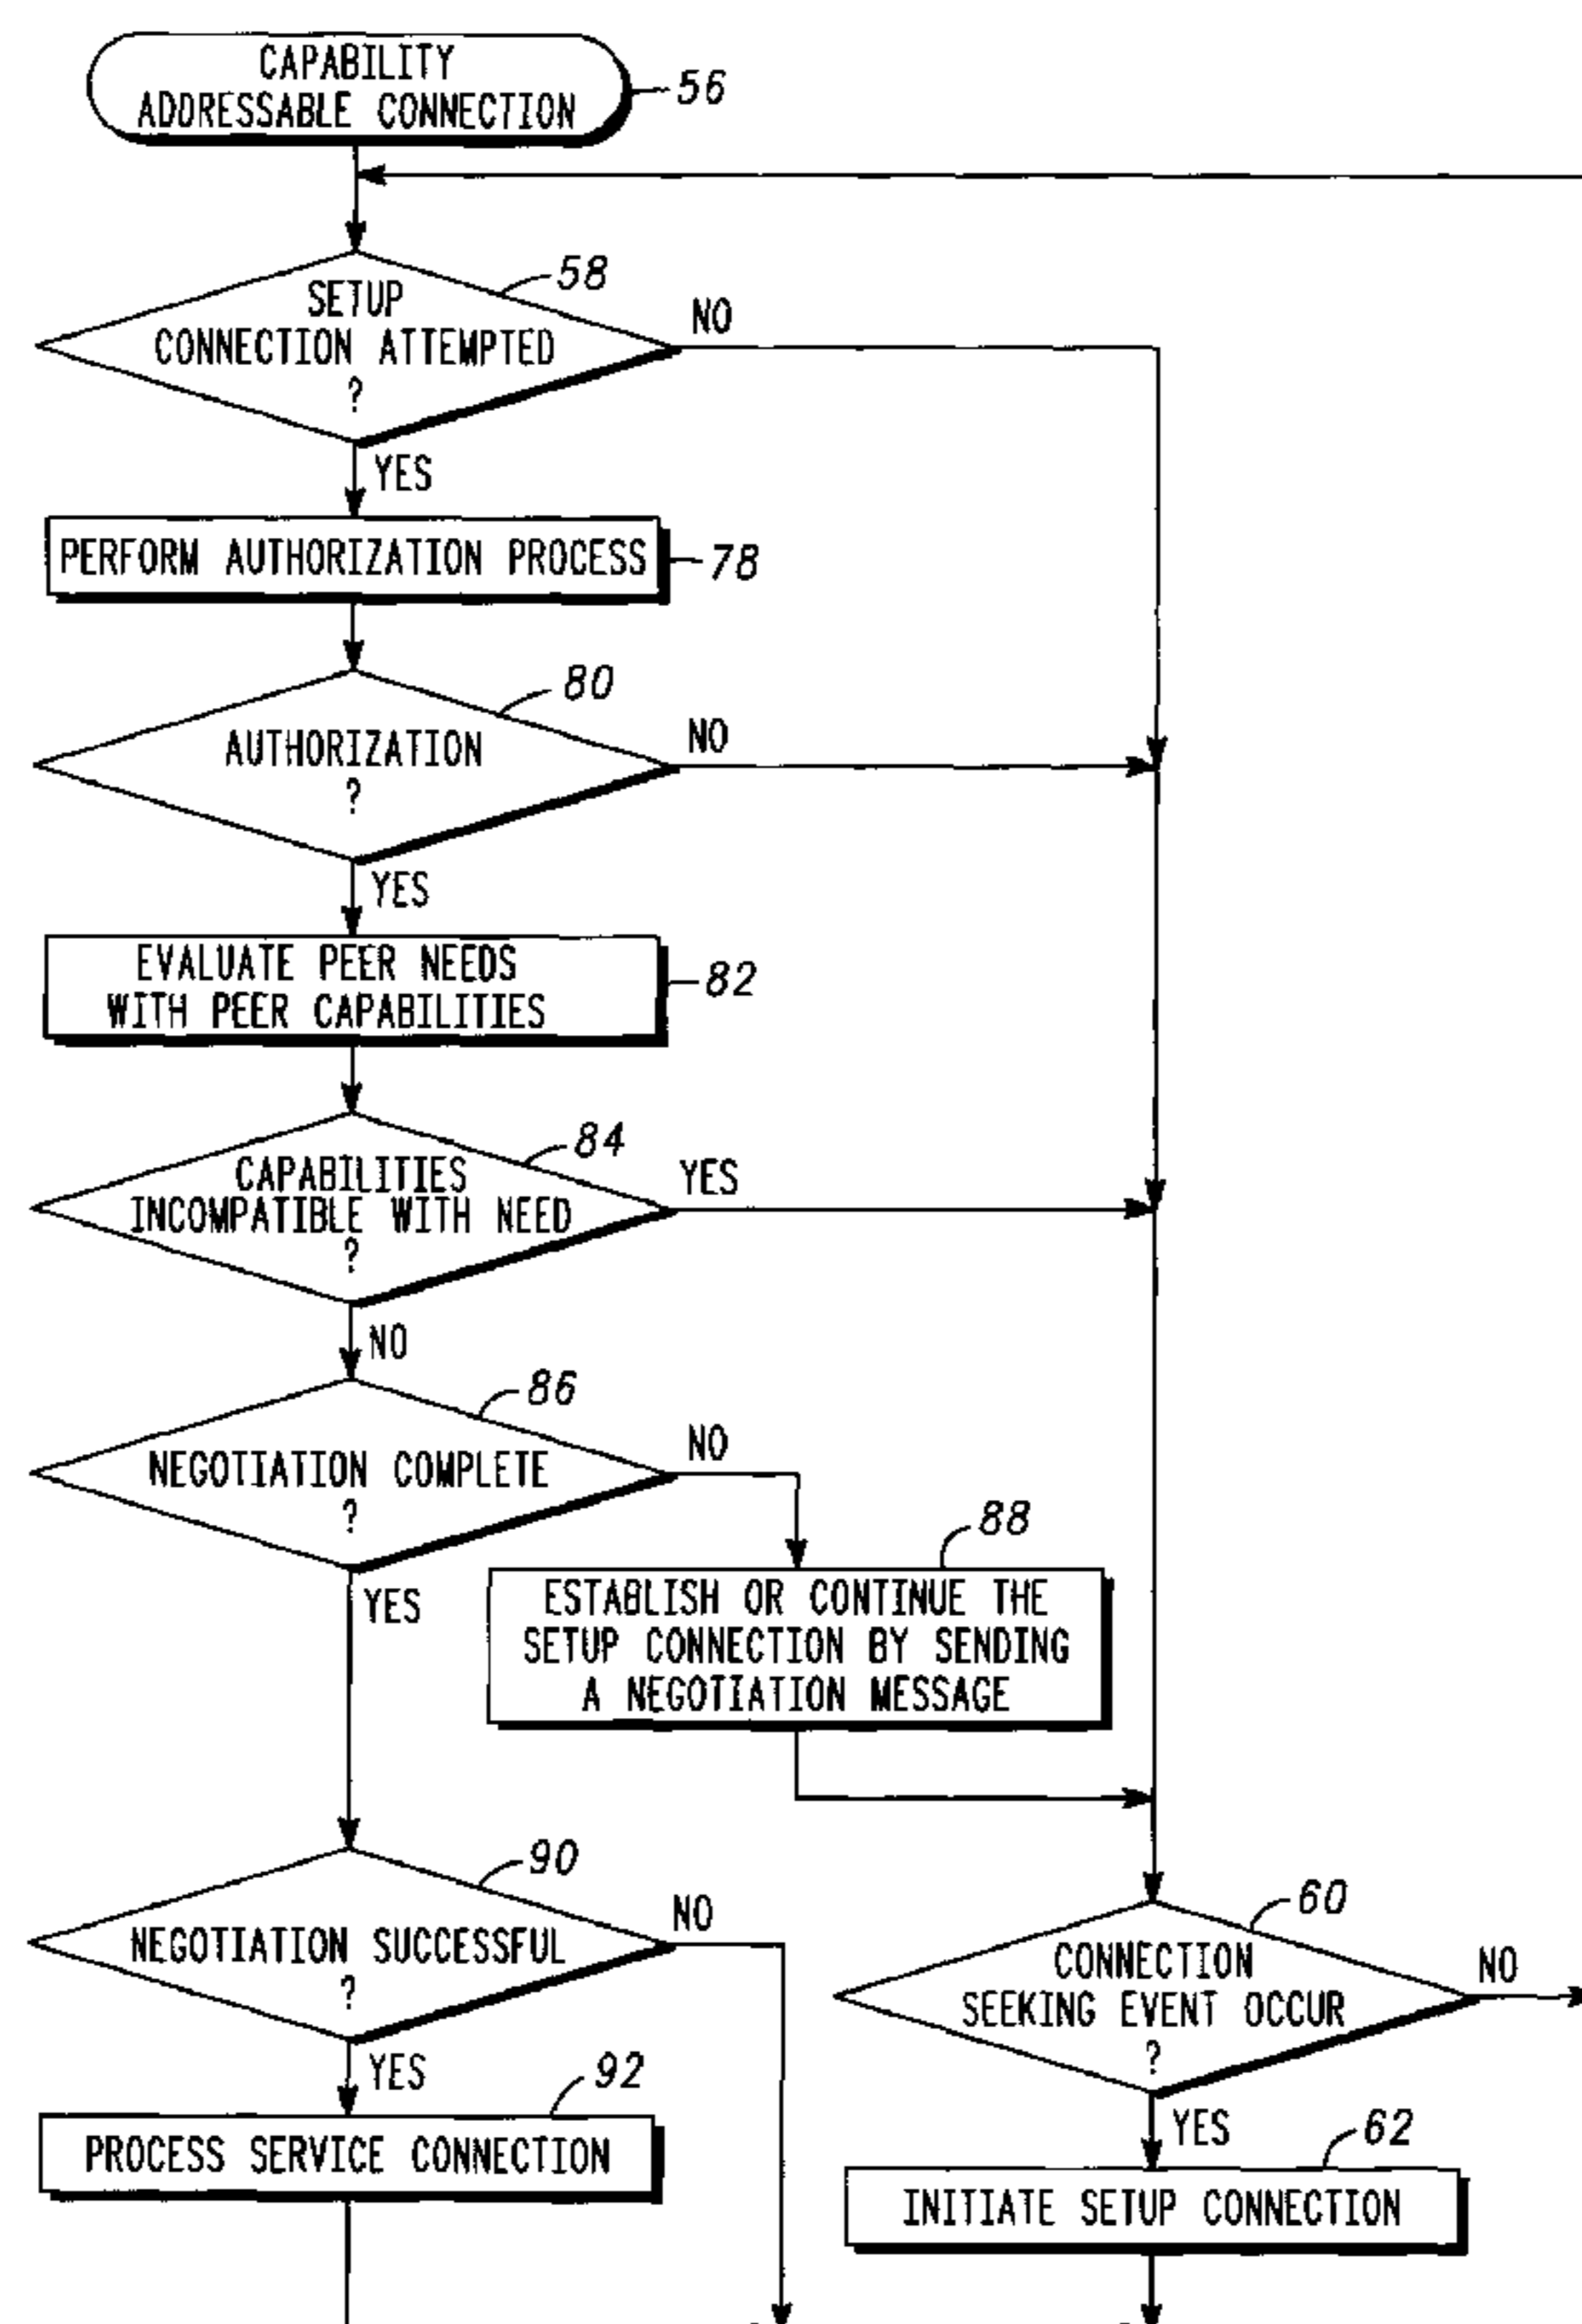 CAPABILITY
ADDRESSABLE CONNECTION
56
58
SETUP
CONNECTION ATTEMPTED
?
NO
YES
PERFORM AUTHORIZATION PROCESS
78
80
AUTHORIZATION
?
NO
YES
EVALUATE PEER NEEDS
WITH PEER CAPABILITIES
82
84
CAPABILITIES
INCOMPATIBLE WITH NEED
?
YES
NO
86
NEGOTIATION COMPLETE
?
NO
YES
88
ESTABLISH OR CONTINUE THE
SETUP CONNECTION BY SENDING
A NEGOTIATION MESSAGE
90
NEGOTIATION SUCCESSFUL
?
NO
YES
92
PROCESS SERVICE CONNECTION
60
CONNECTION
SEEKING EVENT OCCUR
?
NO
YES
62
INITIATE SETUP CONNECTION